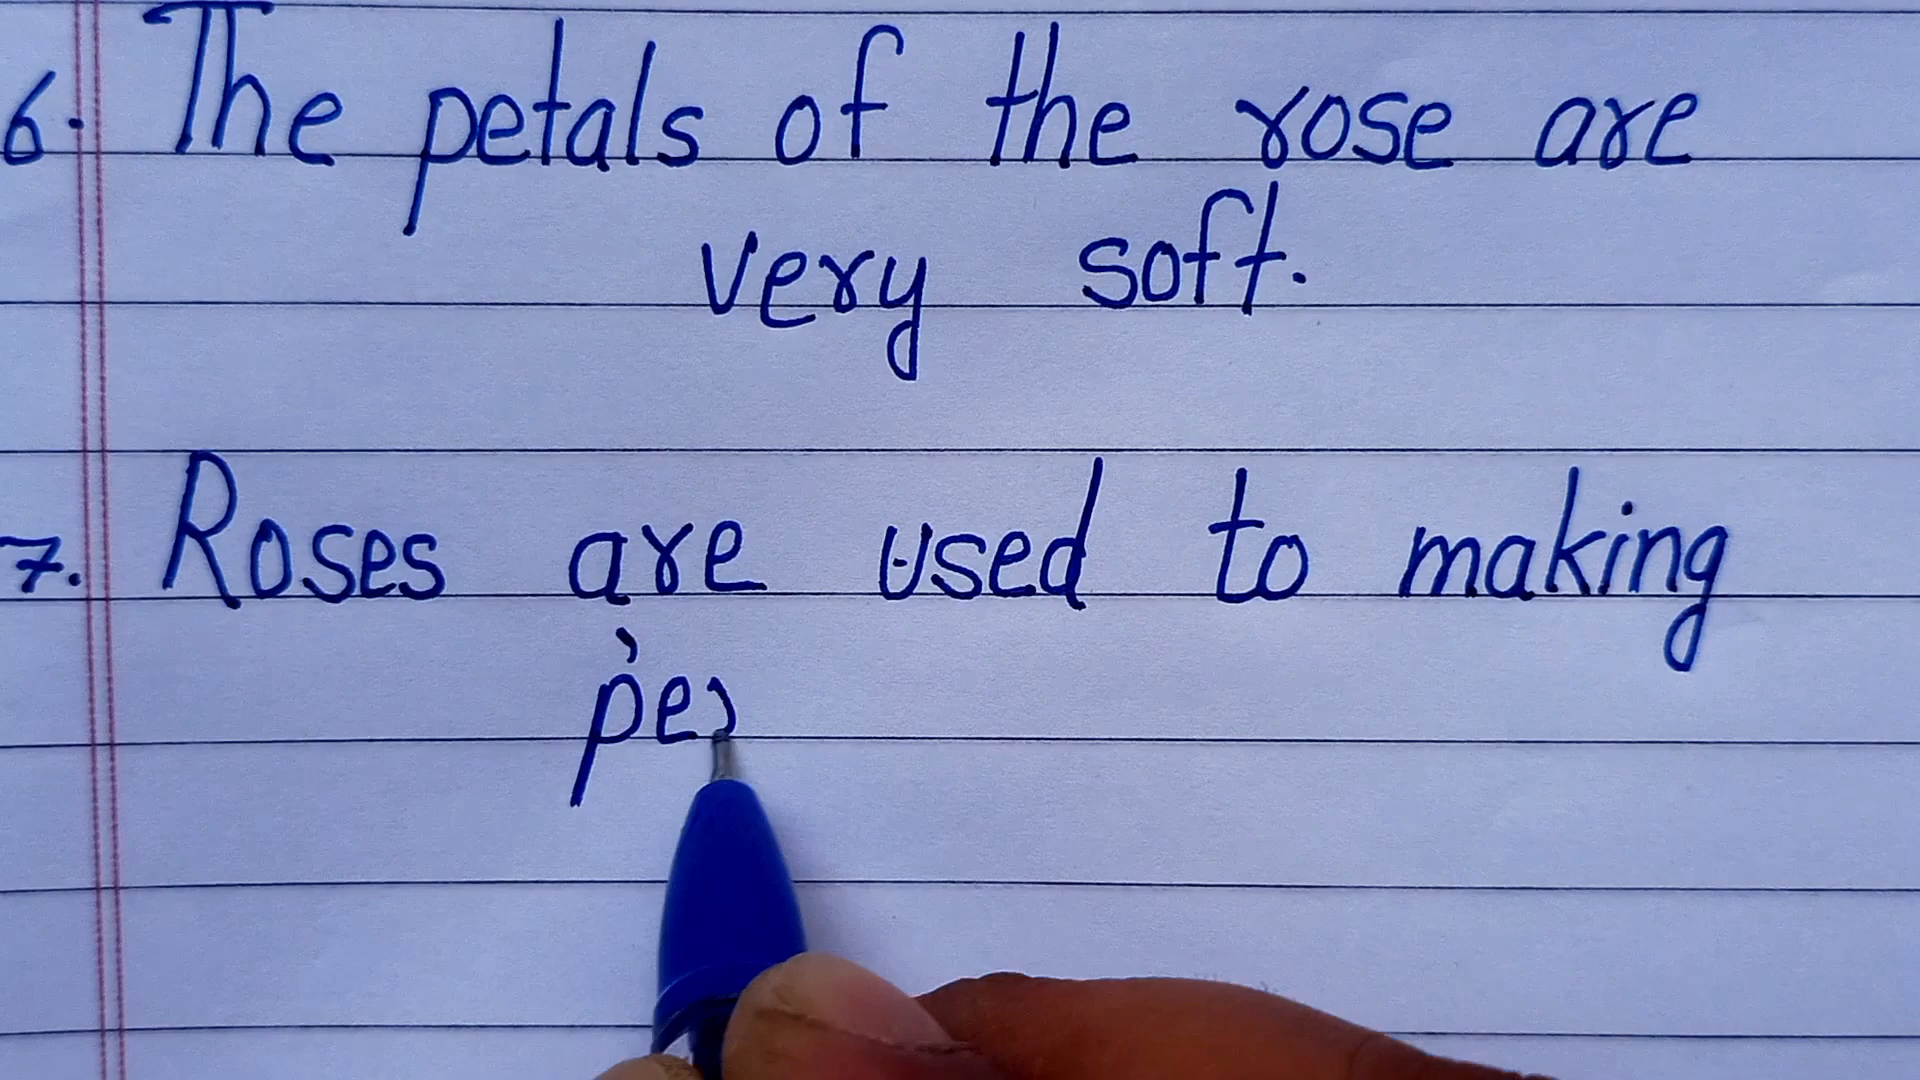 6. The petals of the rose are
very soft.
7. Roses are used to making